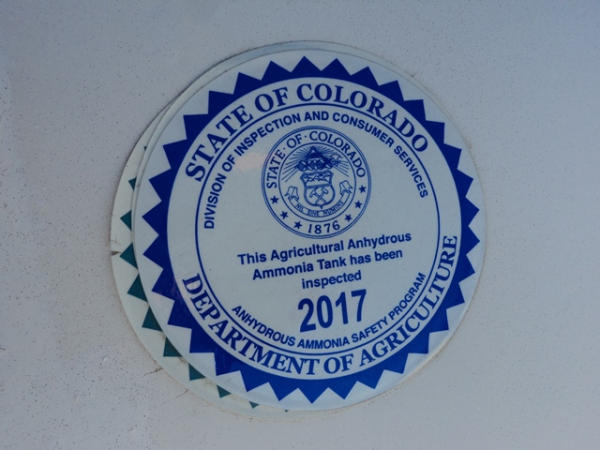 STATE OF COLORADO
DIVISION OF INSPECTION AND CONSUMER SERVICES
STATE·OF·COLORADO
NIL SINE NUMINE
1876
This Agricultural Anhydrous
Ammonia Tank has been
inspected
2017
ANHYDROUS AMMONIA SAFETY PROGRAM
DEPARTMENT OF AGRICULTURE